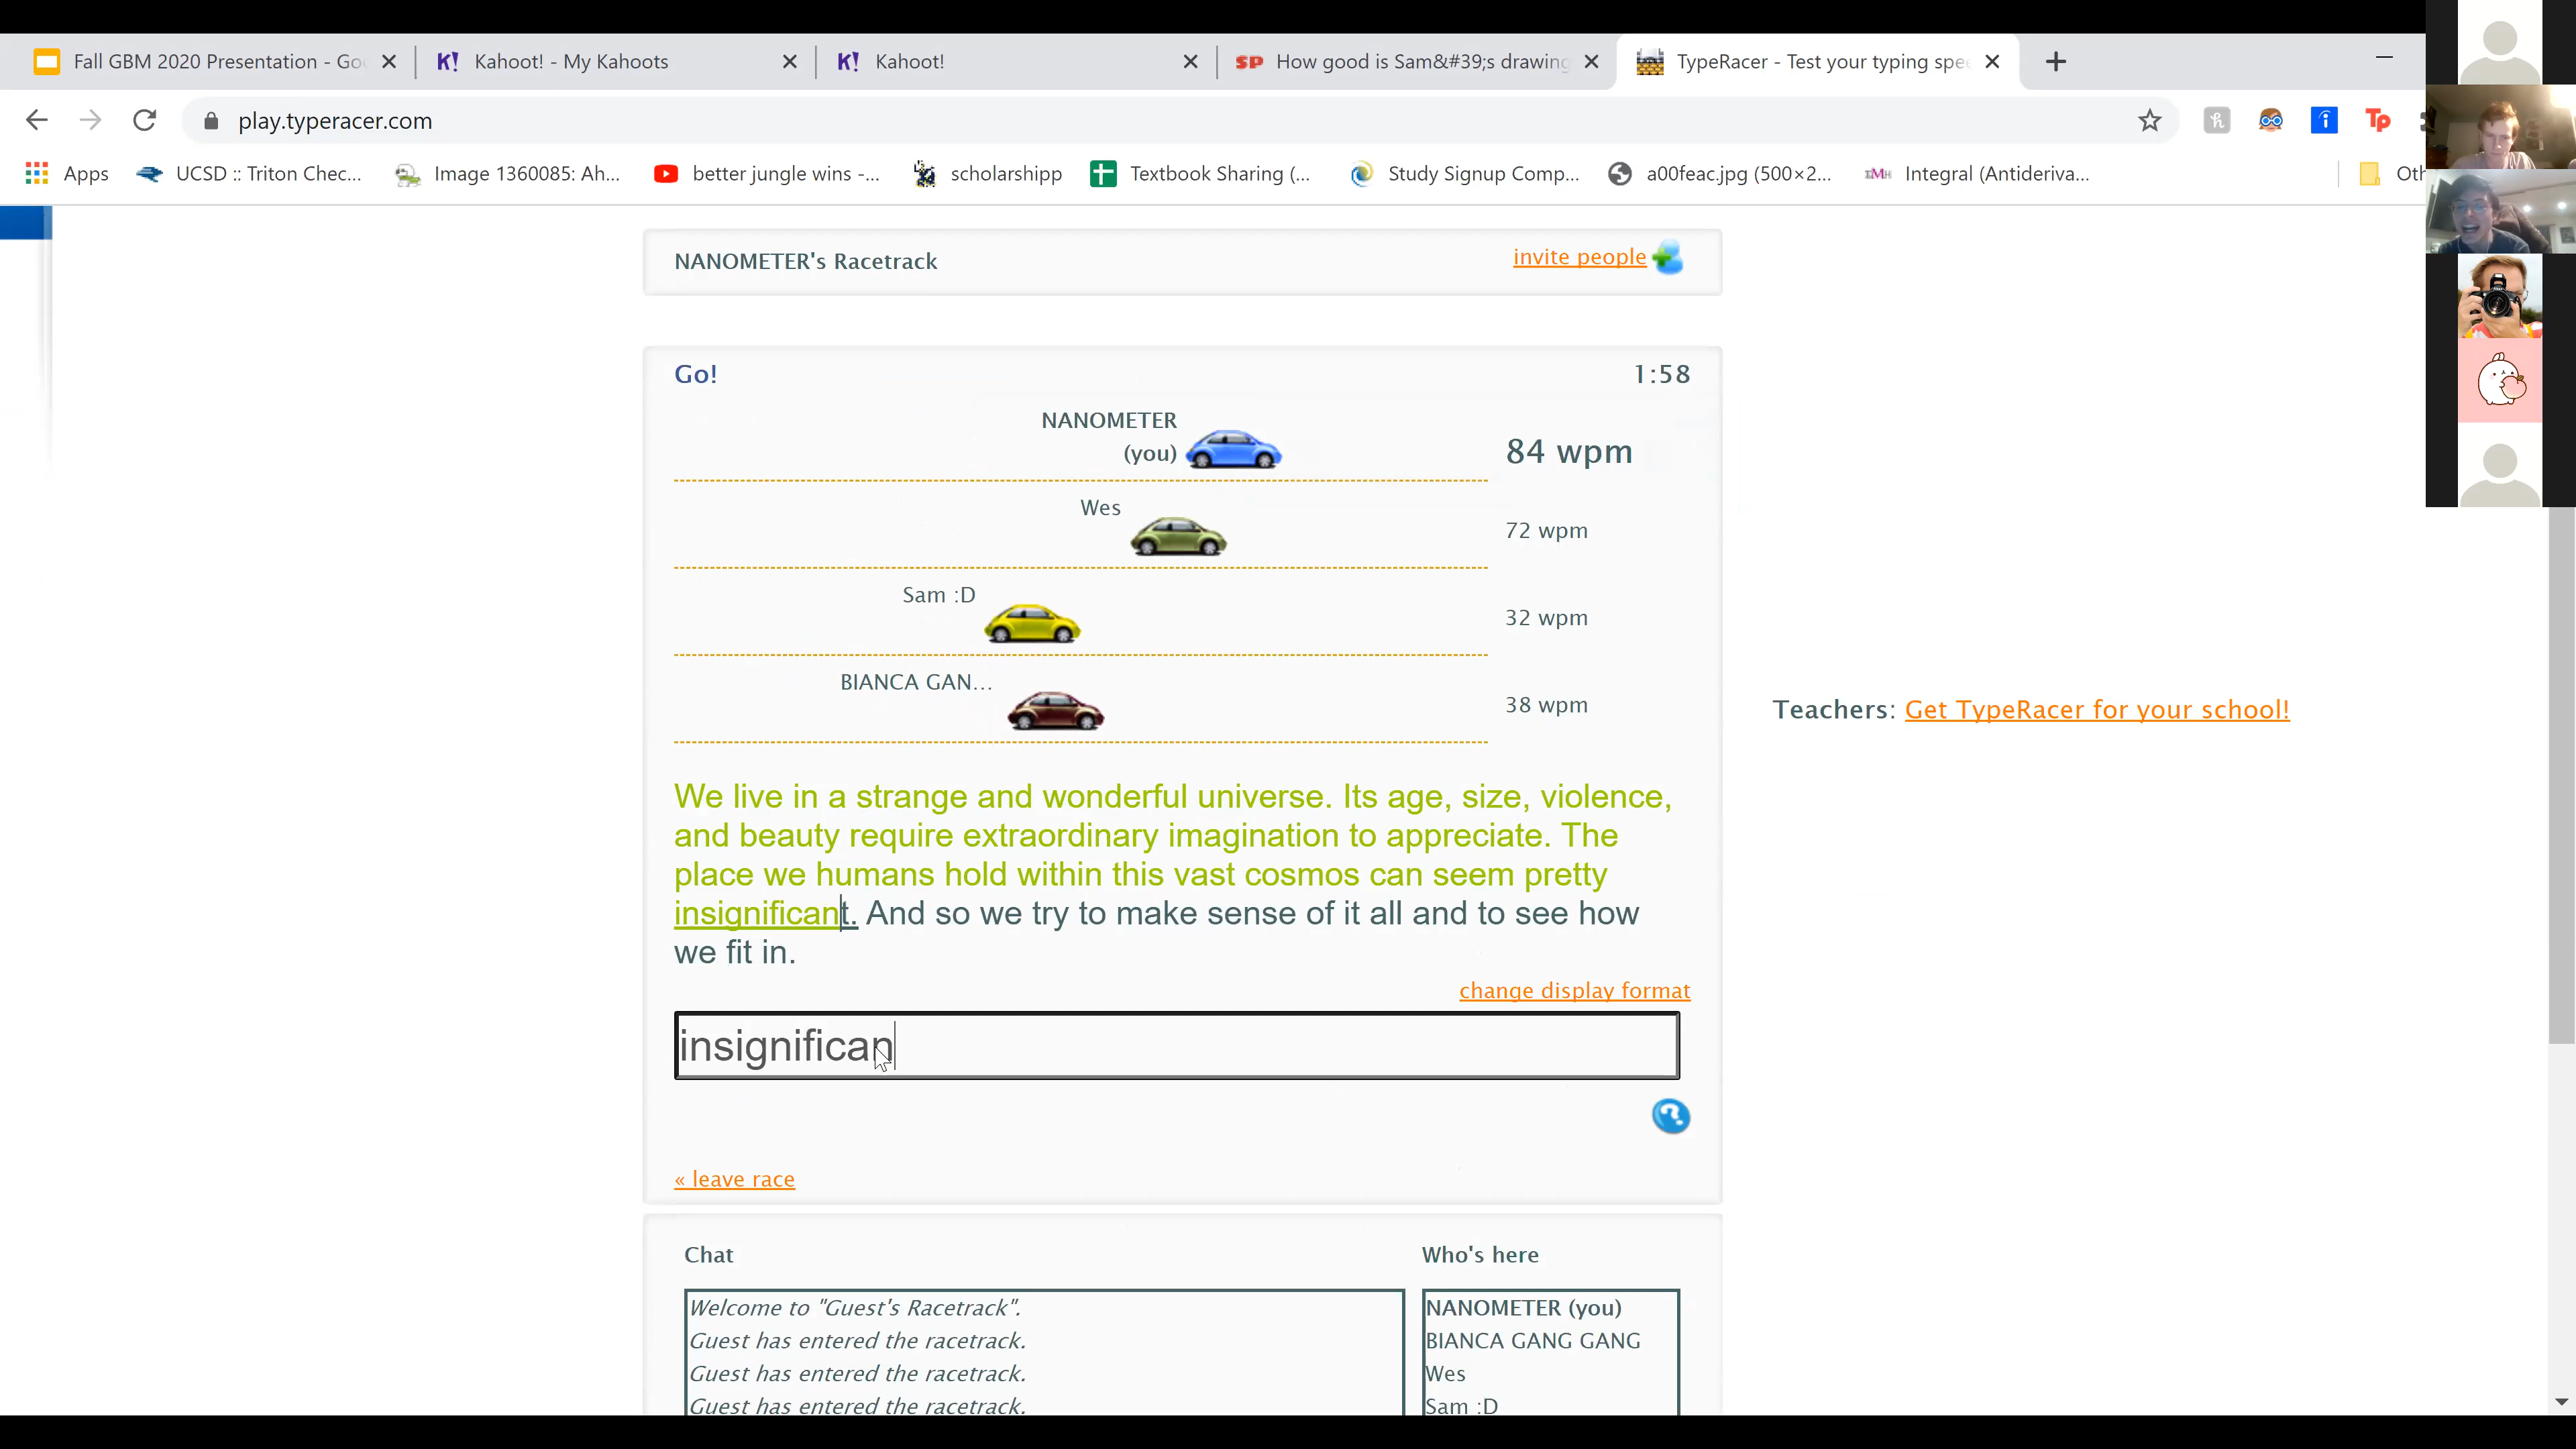 Fall GBM 2020 Presentation - Goo
K! Kahoot! - My Kahoots
K! Kahoot!
SP How good is Sam&#39;s drawing
TypeRacer - Test your typing spee
play.typeracer.com
Tp
Apps
UCSD :: Triton Chec...
Image 1360085: Ah...
better jungle wins -...
scholarshipp
Textbook Sharing (...
Study Signup Comp...
a00feac.jpg (500×2...
Integral (Antideriva...
Oth
NANOMETER's Racetrack
invite people
Go!
1:58
NANOMETER
(you)
84 wpm
Wes
72 wpm
Sam :D
32 wpm
BIANCA GAN...
38 wpm
Teachers: Get TypeRacer for your school!
We live in a strange and wonderful universe. Its age, size, violence,
and beauty require extraordinary imagination to appreciate. The
place we humans hold within this vast cosmos can seem pretty
insignificant. And so we try to make sense of it all and to see how
we fit in.
change display format
insignifican
« leave race
Chat
Welcome to "Guest's Racetrack".
Guest has entered the racetrack.
Guest has entered the racetrack.
Guest has entered the racetrack.
Who's here
NANOMETER (you)
BIANCA GANG GANG
Wes
Sam :D